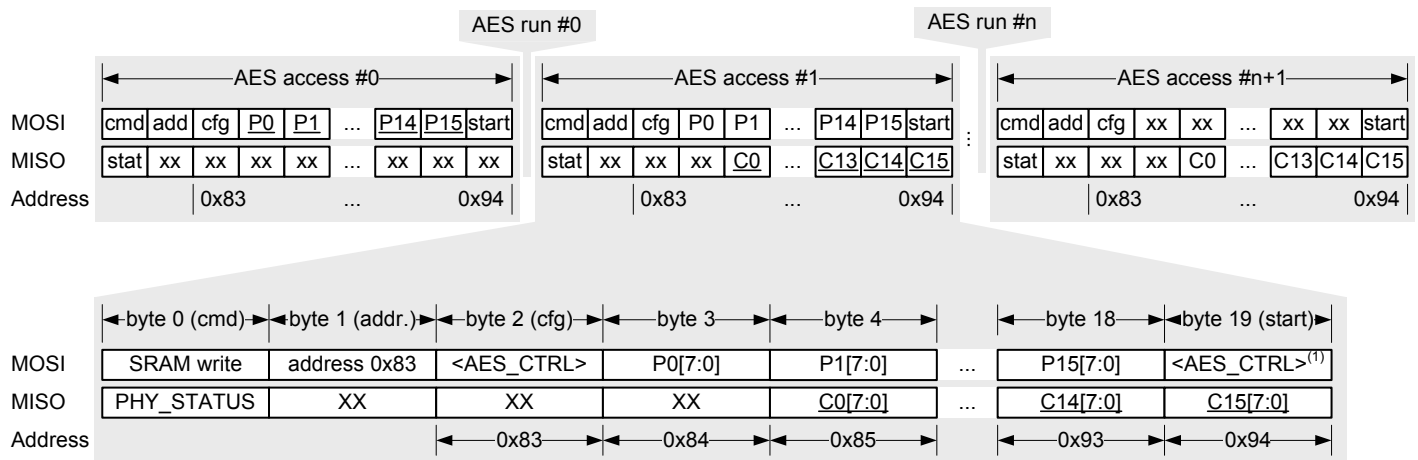 AES run #0 AES run #n
AES access #0 AES access #1 AES access #n+1
MOSI cmd add cfg P0 P1 ... P14 P15 start cmd add cfg P0 P1 ... P14 P15 start ... cmd add cfg xx xx ... xx xx start
MISO stat xx xx xx xx ... xx xx xx stat xx xx xx C0 ... C13 C14 C15 stat xx xx xx C0 ... C13 C14 C15
Address 0x83 ... 0x94 0x83 ... 0x94 0x83 ... 0x94
byte 0 (cmd) byte 1 (addr.) byte 2 (cfg) byte 3 byte 4 byte 18 byte 19 (start)
MOSI SRAM write address 0x83 <AES_CTRL> P0[7:0] P1[7:0] ... P15[7:0] <AES_CTRL>(1)
MISO PHY_STATUS XX XX XX C0[7:0] ... C14[7:0] C15[7:0]
Address 0x83 0x84 0x85 0x93 0x94